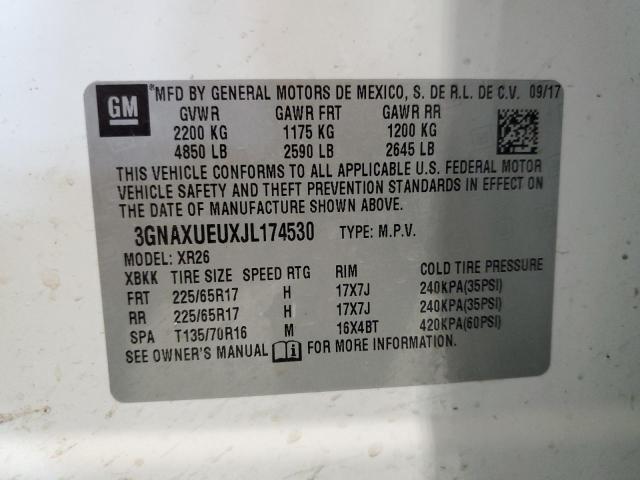 GM
*MFD BY GENERAL MOTORS DE MEXICO, S. DE R.L. DE C.V. 09/17
GVWR GAWR FRT GAWR RR
2200 KG 1175 KG 1200 KG
4850 LB 2590 LB 2645 LB
THIS VEHICLE CONFORMS TO ALL APPLICABLE U.S. FEDERAL MOTOR
VEHICLE SAFETY AND THEFT PREVENTION STANDARDS IN EFFECT ON
THE DATE OF MANUFACTURE SHOWN ABOVE.
3GNAXUEUXJL174530 TYPE: M.P.V.
MODEL: XR26
XBKK TIRE SIZE SPEED RTG RIM COLD TIRE PRESSURE
FRT 225/65R17 H 17X7J 240KPA(35PSI)
RR 225/65R17 H 17X7J 240KPA(35PSI)
SPA T135/70R16 M 16X4BT 420KPA(60PSI)
SEE OWNER'S MANUAL FOR MORE INFORMATION.